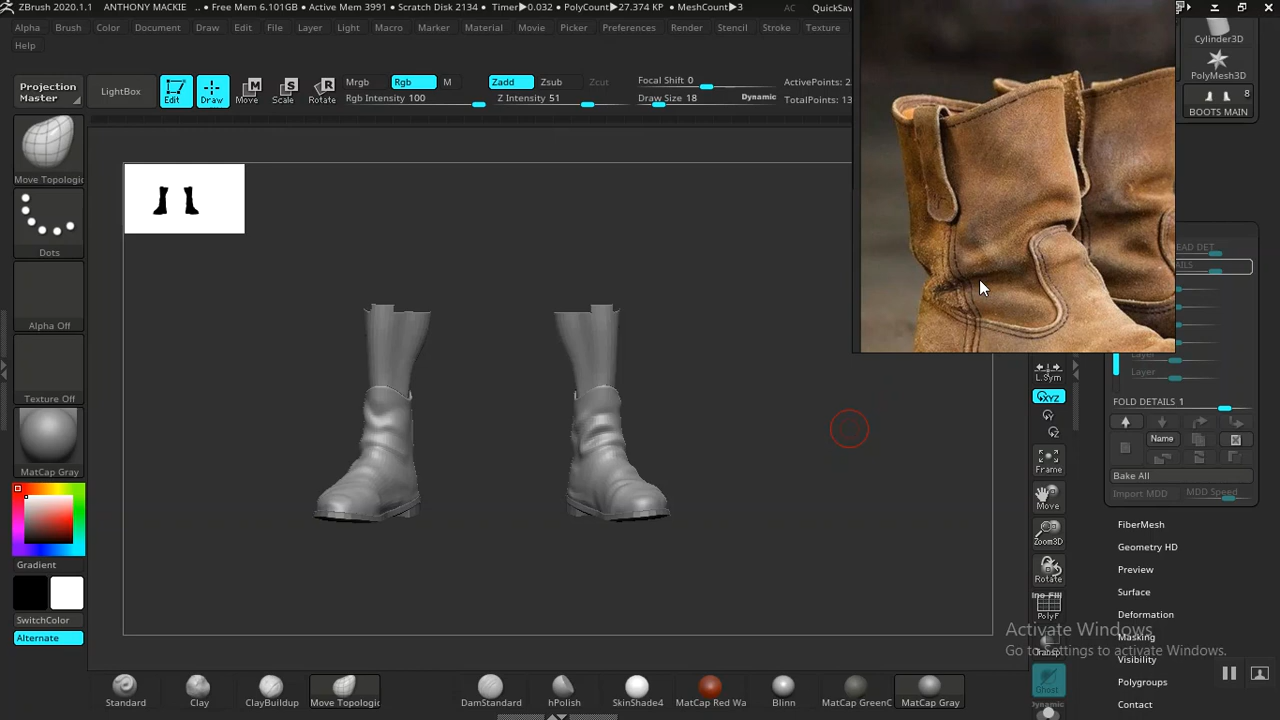 ZBrush 2020.1.1 ANTHONY MACKIE .. ● Free Mem 6.101GB ● Active Mem 3991 ● Scratch Disk 2134 ● Timer▶0.032 ● PolyCount▶27.374 KP ● MeshCount▶3 AC QuickSav
Alpha Brush Color Document Draw Edit File Layer Light Macro Marker Material Movie Picker Preferences Render Stencil Stroke Texture
Help
Projection Master
LightBox
Edit Draw Move Scale Rotate
Mrgb Rgb M
Rgb Intensity 100
Zadd Zsub Zcut
Z Intensity 51
Focal Shift 0
Draw Size 18 Dynamic
ActivePoints: 2
TotalPoints: 13
Cylinder3D
PolyMesh3D
8
BOOTS MAIN
Move Topologic
Dots
Alpha Off
Texture Off
MatCap Gray
Gradient
SwitchColor
Alternate
EAD DET
AILS
Layer
Layer
FOLD DETAILS 1
Name
Bake All
Import MDD MDD Speed
L.Sym
XYZ
Y
Z
Frame
Move
Zoom3D
Rotate
PolyF
Transp
Ghost
Dynamic
FiberMesh
Geometry HD
Preview
Surface
Deformation
Masking
Visibility
Polygroups
Contact
Activate Windows
Go to Settings to activate Windows.
Standard Clay ClayBuildup Move Topologic DamStandard hPolish SkinShade4 MatCap Red Wa Blinn MatCap GreenC MatCap Gray